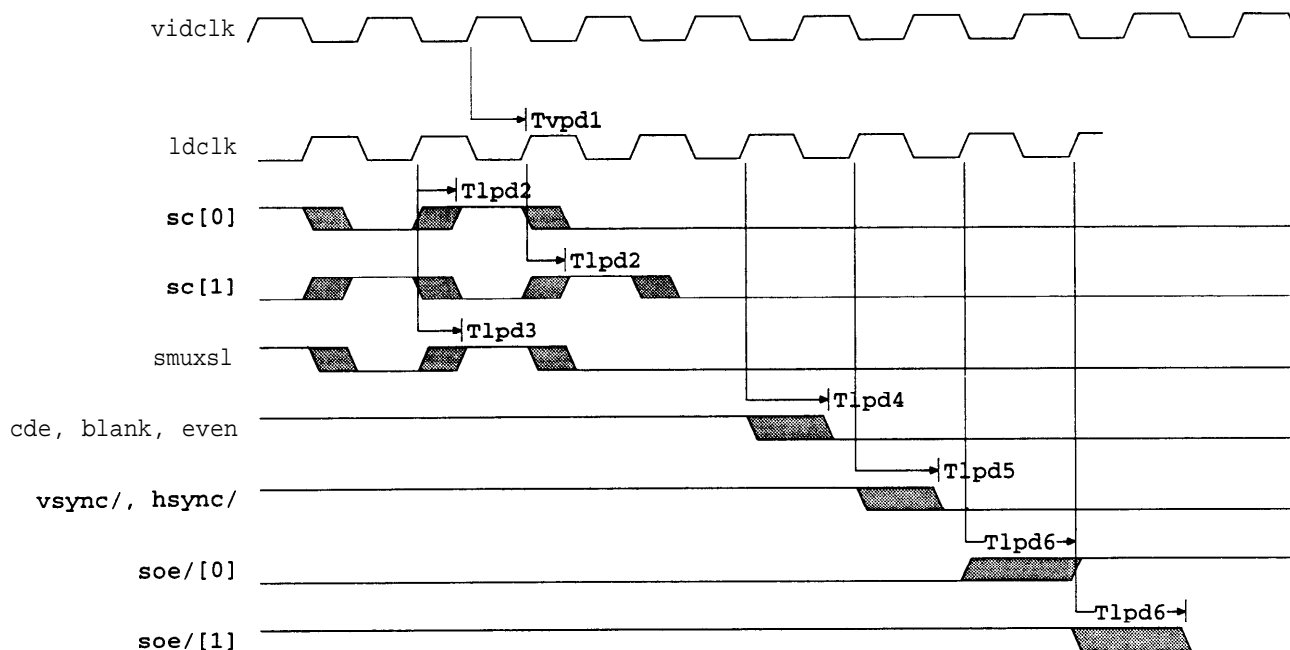 vidclk
Tvpd1
ldclk
Tlpd2
sc[0]
Tlpd2
sc[1]
Tlpd3
smuxsl
Tlpd4
cde, blank, even
Tlpd5
vsync/, hsync/
Tlpd6
soe/[0]
Tlpd6
soe/[1]